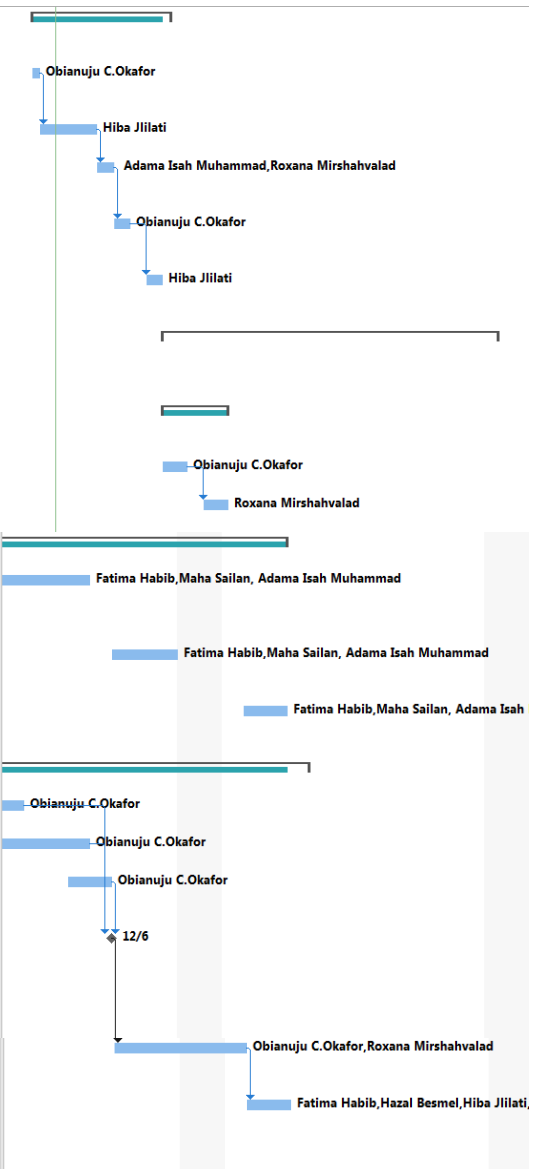 Obianuju C.Okafor
Hiba Jlilati
Adama Isah Muhammad,Roxana Mirshahvalad
Obianuju C.Okafor
Hiba Jlilati
Obianuju C.Okafor
Roxana Mirshahvalad
Fatima Habib,Maha Sailan, Adama Isah Muhammad
Fatima Habib,Maha Sailan, Adama Isah Muhammad
Fatima Habib,Maha Sailan, Adama Isah
Obianuju C.Okafor
Obianuju C.Okafor
Obianuju C.Okafor
12/6
Obianuju C.Okafor,Roxana Mirshahvalad
Fatima Habib,Hazal Besmel,Hiba Jlilati,